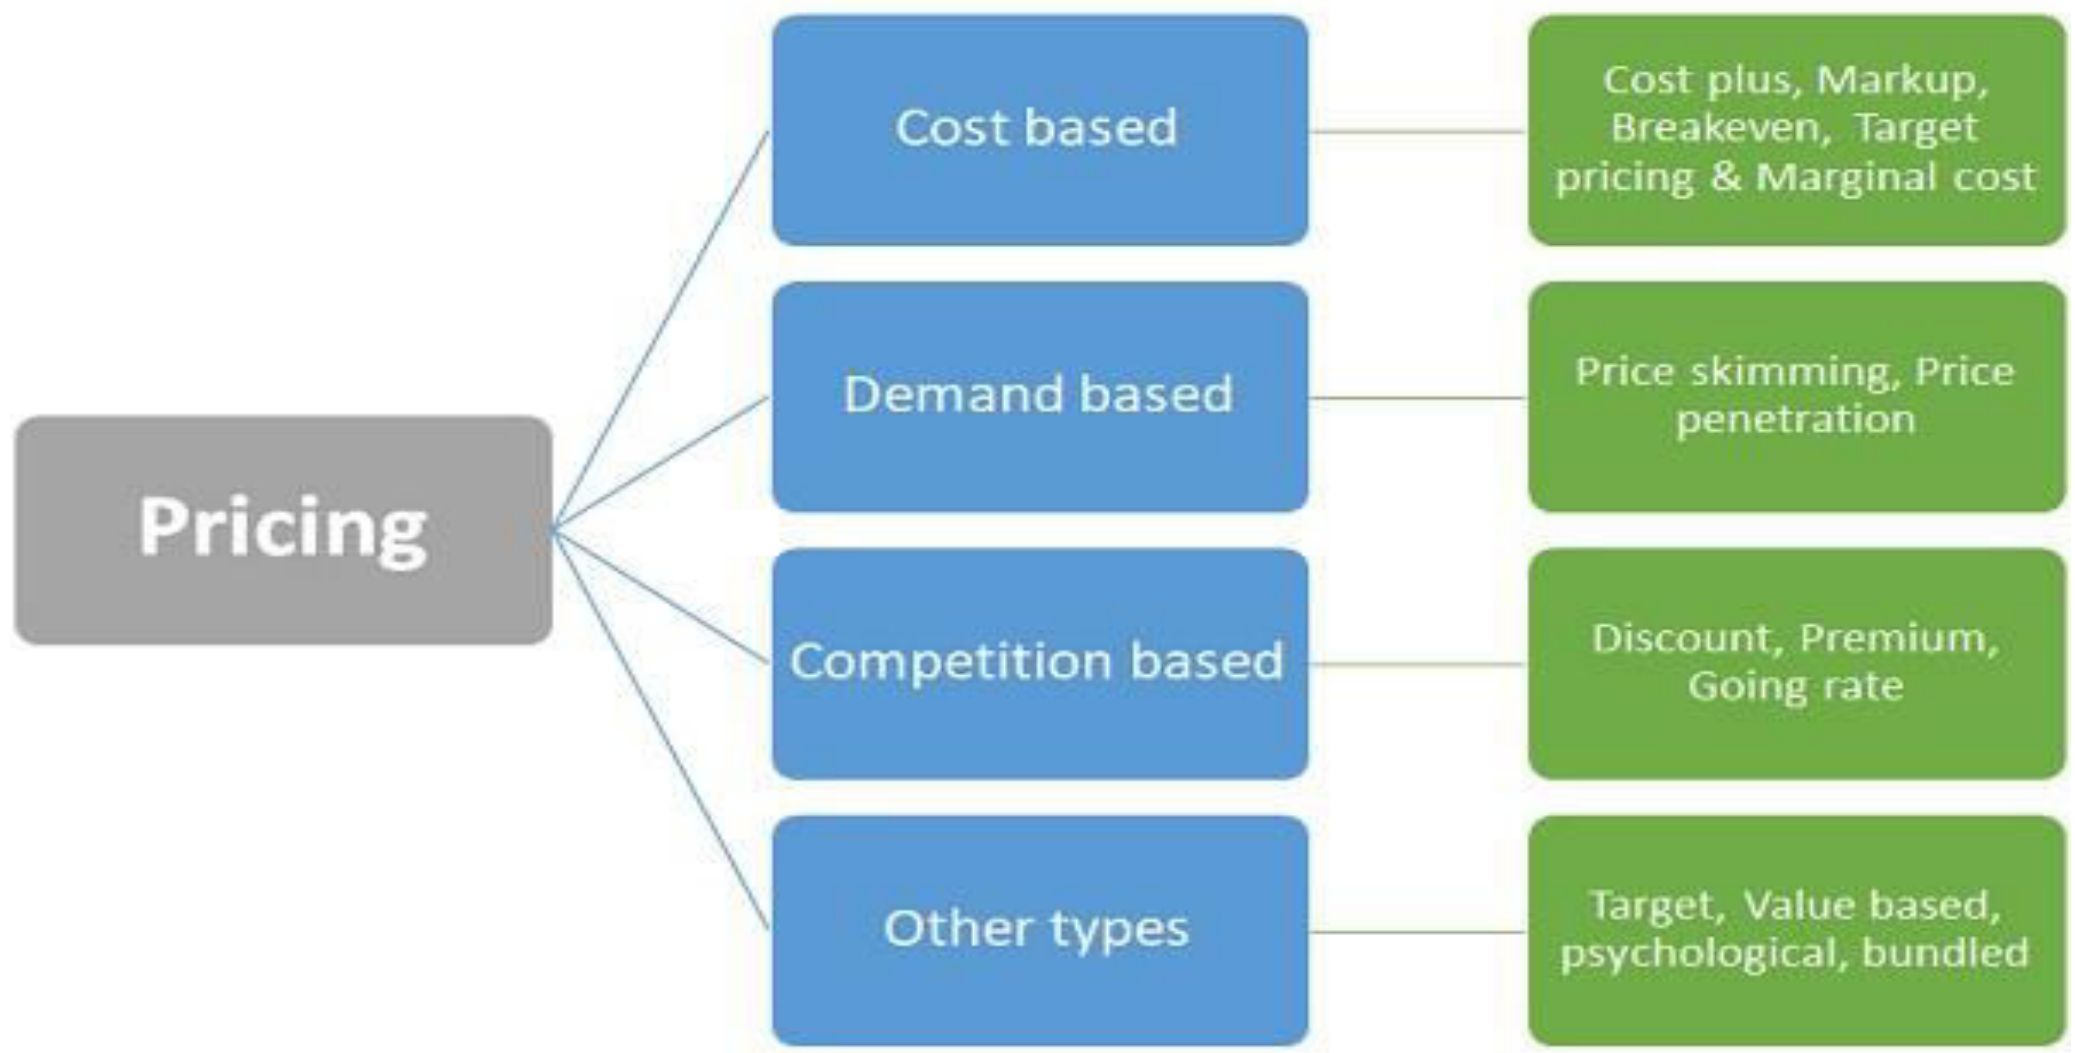 Pricing
Cost based
Cost plus, Markup,
Breakeven, Target
pricing & Marginal cost
Demand based
Price skimming, Price
penetration
Competition based
Discount, Premium,
Going rate
Other types
Target, Value based,
psychological, bundled